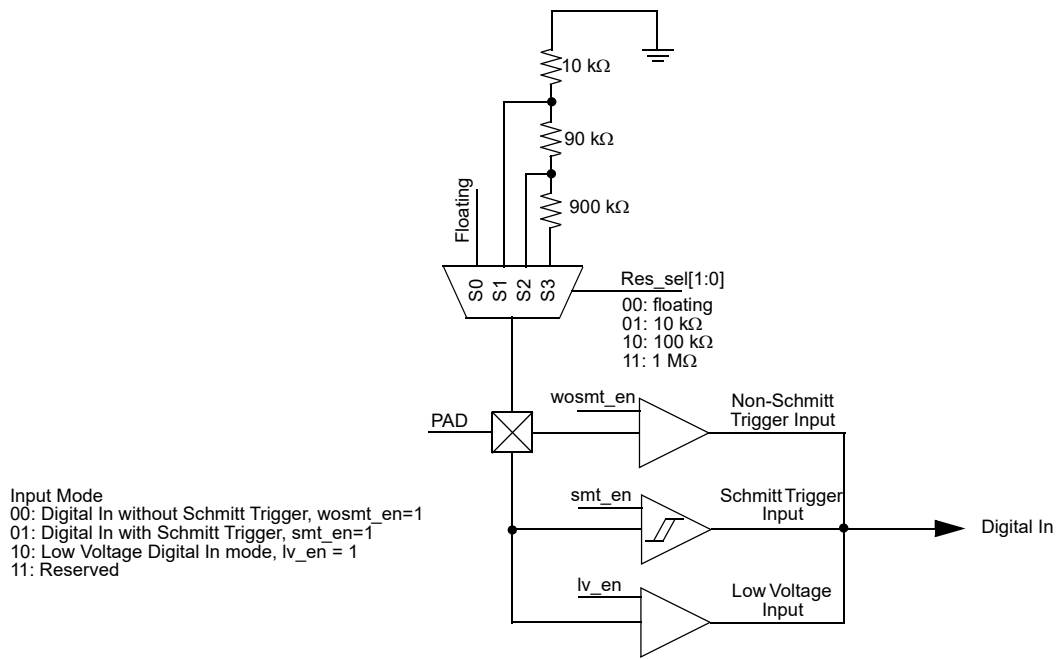 10 kΩ
90 kΩ
900 kΩ
Floating
S0
S1
S2
S3
Res_sel[1:0]
00: floating
01: 10 kΩ
10: 100 kΩ
11: 1 MΩ
PAD
wosmt_en
Non-Schmitt
Trigger Input
Input Mode
00: Digital In without Schmitt Trigger, wosmt_en=1
01: Digital In with Schmitt Trigger, smt_en=1
10: Low Voltage Digital In mode, lv_en = 1
11: Reserved
smt_en
Schmitt Trigger
Input
Digital In
lv_en
Low Voltage
Input